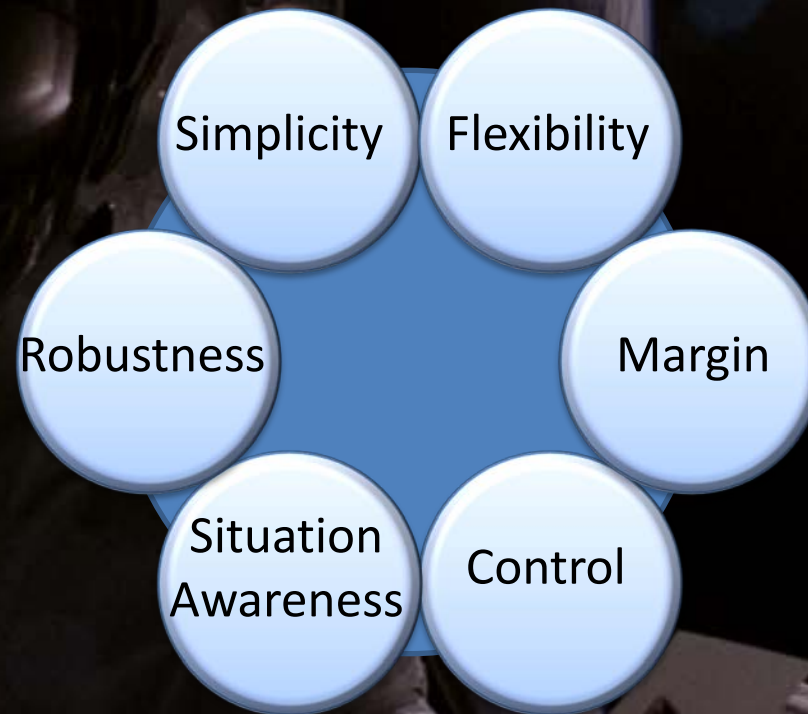 Simplicity
Flexibility
Robustness
Margin
Situation
Awareness
Control